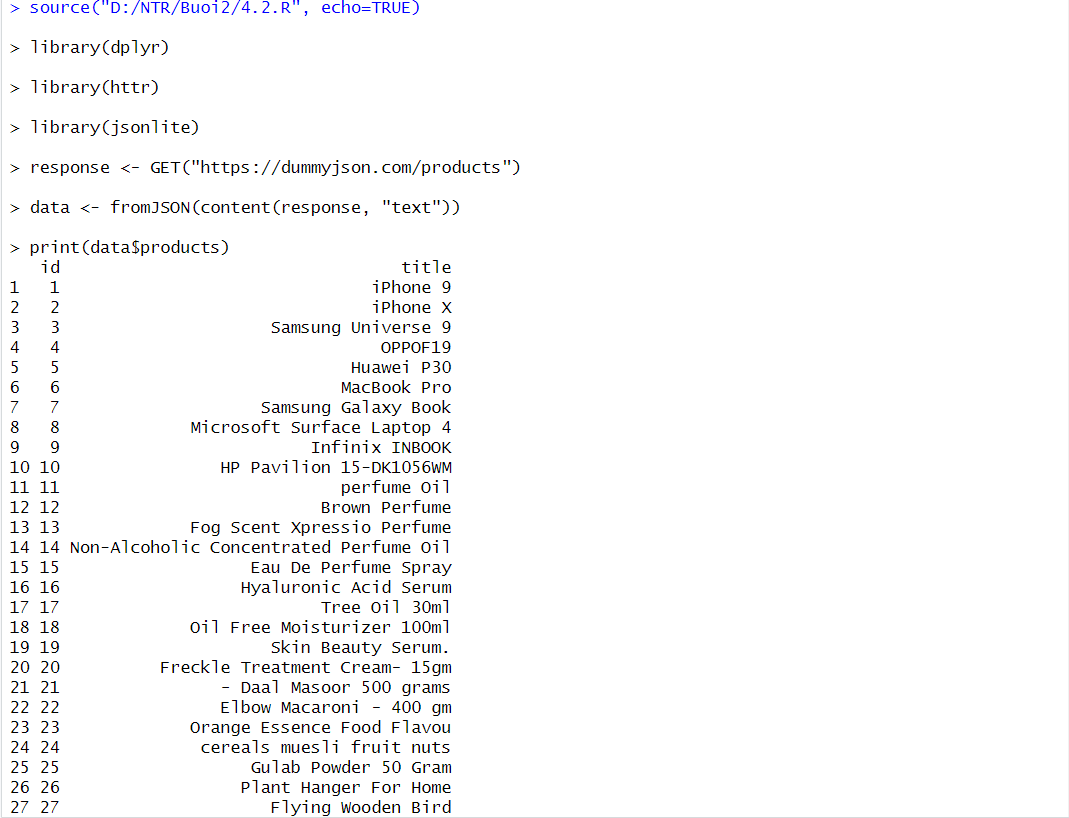 > source("D:/NTR/Buoi2/4.2.R", echo=TRUE)
> library(dplyr)
> library(httr)
> library(jsonlite)
> response <- GET("https://dummyjson.com/products")
> data <- fromJSON(content(response, "text"))
> print(data$products)
id title
1 1 iPhone 9
2 2 iPhone X
3 3 Samsung Universe 9
4 4 OPPOF19
5 5 Huawei P30
6 6 MacBook Pro
7 7 Samsung Galaxy Book
8 8 Microsoft Surface Laptop 4
9 9 Infinix INBOOK
10 10 HP Pavilion 15-DK1056WM
11 11 perfume Oil
12 12 Brown Perfume
13 13 Fog Scent Xpressio Perfume
14 14 Non-Alcoholic Concentrated Perfume Oil
15 15 Eau De Perfume Spray
16 16 Hyaluronic Acid Serum
17 17 Tree Oil 30ml
18 18 Oil Free Moisturizer 100ml
19 19 Skin Beauty Serum.
20 20 Freckle Treatment Cream- 15gm
21 21 - Daal Masoor 500 grams
22 22 Elbow Macaroni - 400 gm
23 23 Orange Essence Food Flavou
24 24 cereals muesli fruit nuts
25 25 Gulab Powder 50 Gram
26 26 Plant Hanger For Home
27 27 Flying Wooden Bird